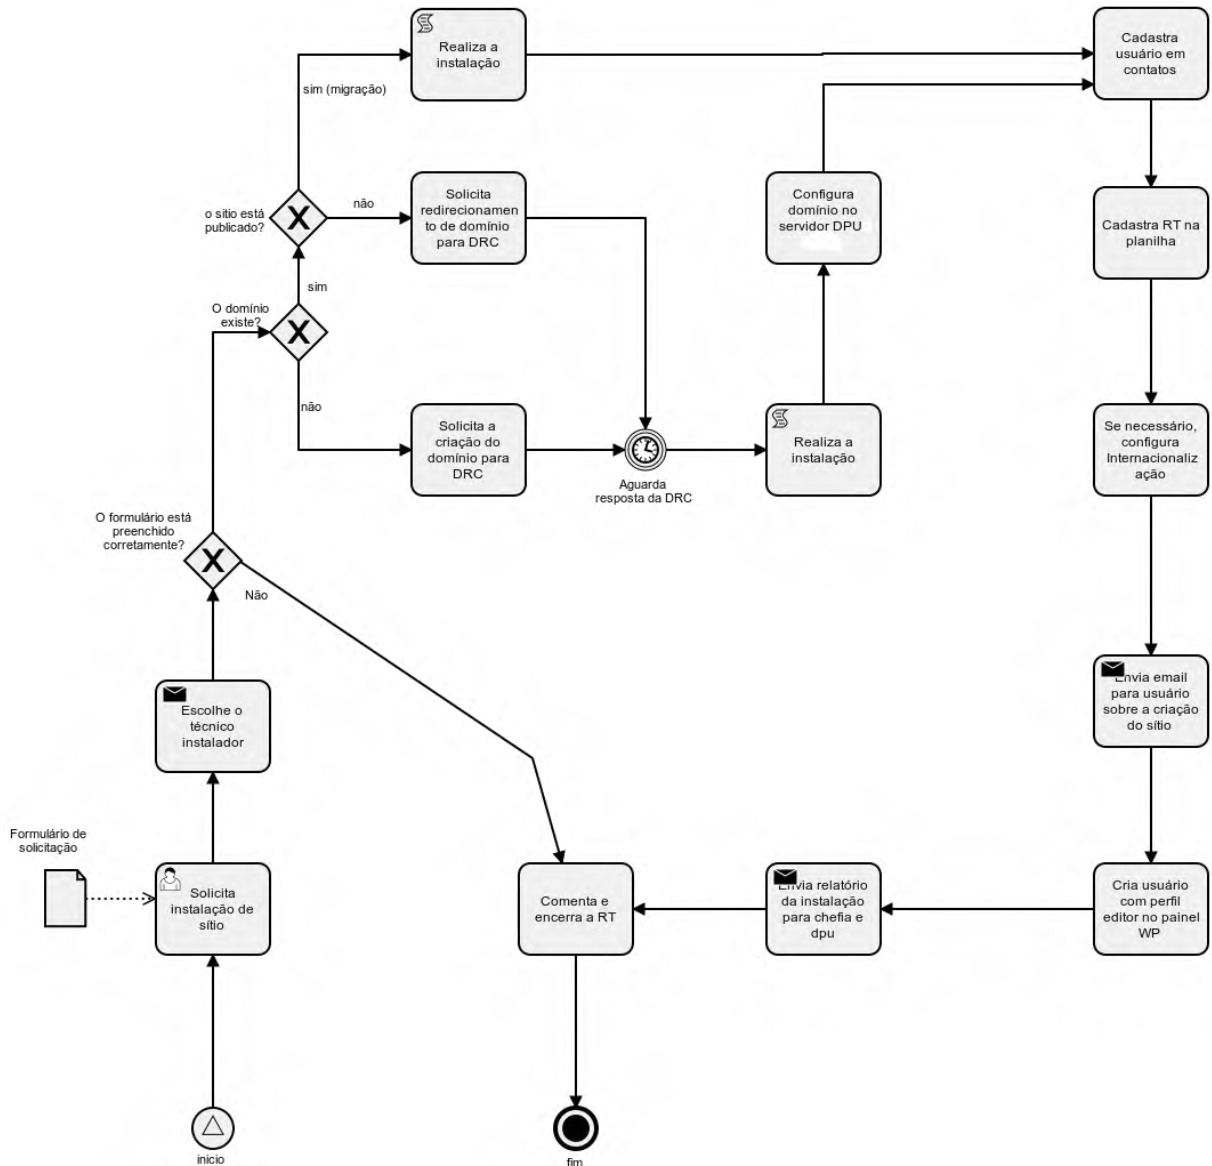 Realiza a
instalação
Cadastra
usuário em
contatos
sim (migração)
o sítio está
publicado?
não
Solicita
redirecionamen
to de domínio
para DRC
Configura
domínio no
servidor DPU
Cadastra RT na
planilha
sim
O domínio
existe?
não
Solicita a
criação do
domínio para
DRC
Aguarda
resposta da DRC
Realiza a
instalação
Se necessário,
configura
Internacionaliz
ação
O formulário está
preenchido
corretamente?
Não
Escolhe o
técnico
instalador
Envia email
para usuário
sobre a criação
do sítio
Formulário de
solicitação
Solicita
instalação de
sítio
Comenta e
encerra a RT
Envia relatório
da instalação
para chefia e
dpu
Cria usuário
com perfil
editor no painel
WP
inicio
fim